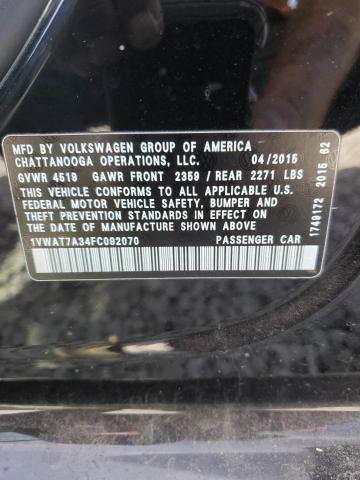 MFD BY VOLKSWAGEN GROUP OF AMERICA
CHATTANOOGA OPERATIONS, LLC. 04/2015
GVWR 4519 GAWR FRONT 2359 / REAR 2271 LBS
THIS VEHICLE CONFORMS TO ALL APPLICABLE U.S.
FEDERAL MOTOR VEHICLE SAFETY, BUMPER AND
THEFT PREVENTION STANDARDS IN EFFECT ON
THE DATE OF MANUFACTURE SHOWN ABOVE
1VWAT7A34FC092070 PASSENGER CAR
1749172 2015 62